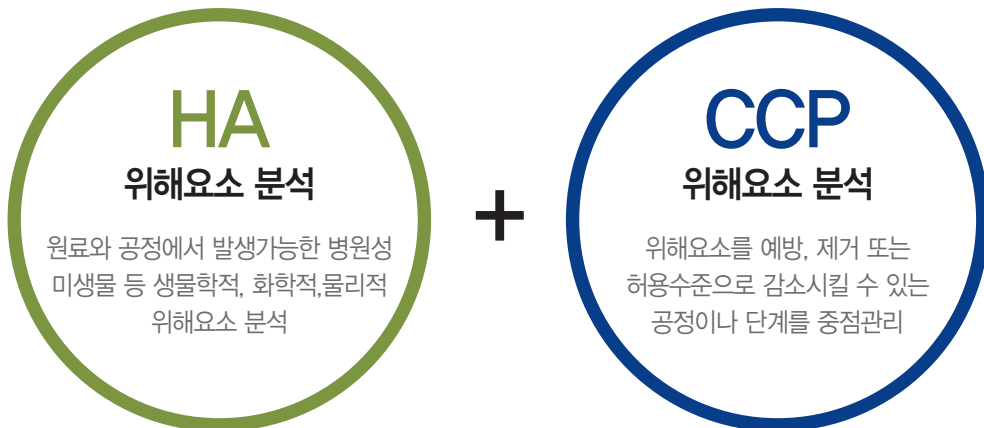 HA
위해요소 분석
원료와 공정에서 발생가능한 병원성
미생물 등 생물학적, 화학적,물리적
위해요소 분석
+
CCP
위해요소 분석
위해요소를 예방, 제거 또는
허용수준으로 감소시킬 수 있는
공정이나 단계를 중점관리